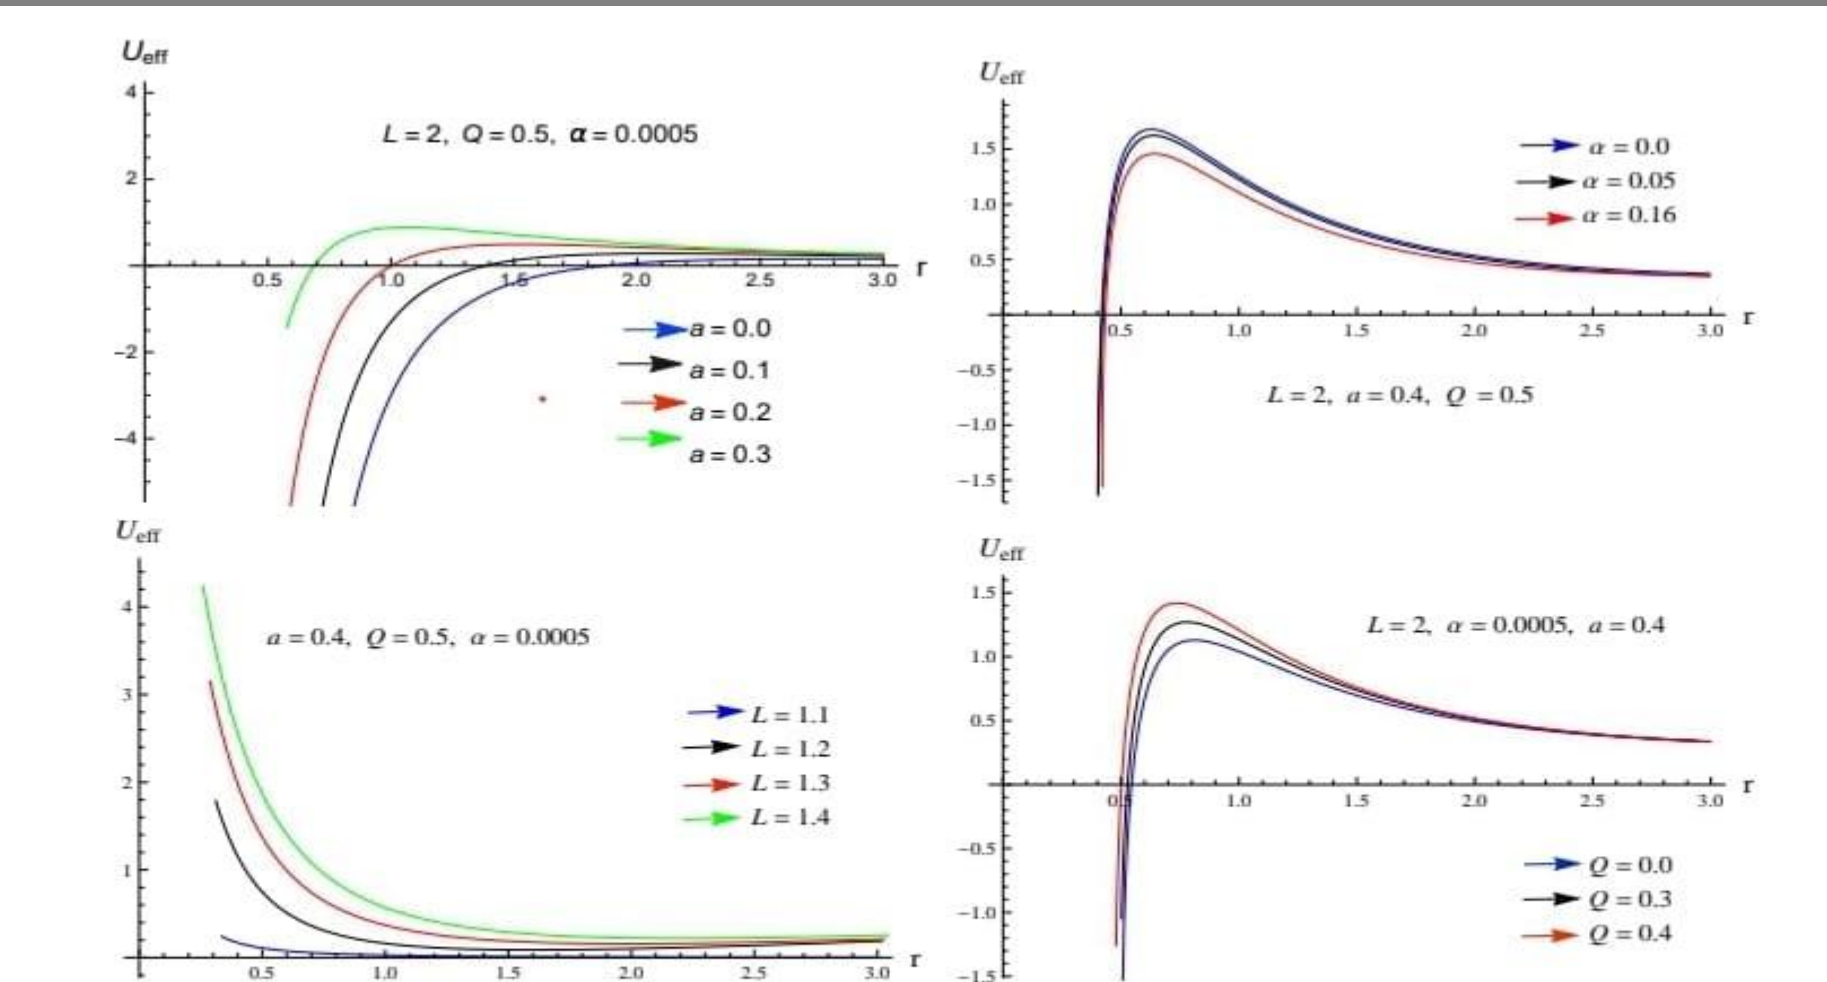 U_eff
4
L = 2, Q = 0.5, α = 0.0005
2
0.5 1.0 1.5 2.0 2.5 3.0 r
a = 0.0
−2
a = 0.1
a = 0.2
−4
a = 0.3
U_eff
1.5
α = 0.0
α = 0.05
1.0
α = 0.16
0.5
0.5 1.0 1.5 2.0 2.5 3.0 r
−0.5
L = 2, a = 0.4, Q = 0.5
−1.0
−1.5
U_eff
4
a = 0.4, Q = 0.5, α = 0.0005
3
L = 1.1
L = 1.2
2
L = 1.3
L = 1.4
1
0.5 1.0 1.5 2.0 2.5 3.0 r
U_eff
1.5
L = 2, α = 0.0005, a = 0.4
1.0
0.5
0.5 1.0 1.5 2.0 2.5 3.0 r
−0.5
Q = 0.0
Q = 0.3
−1.0
Q = 0.4
−1.5